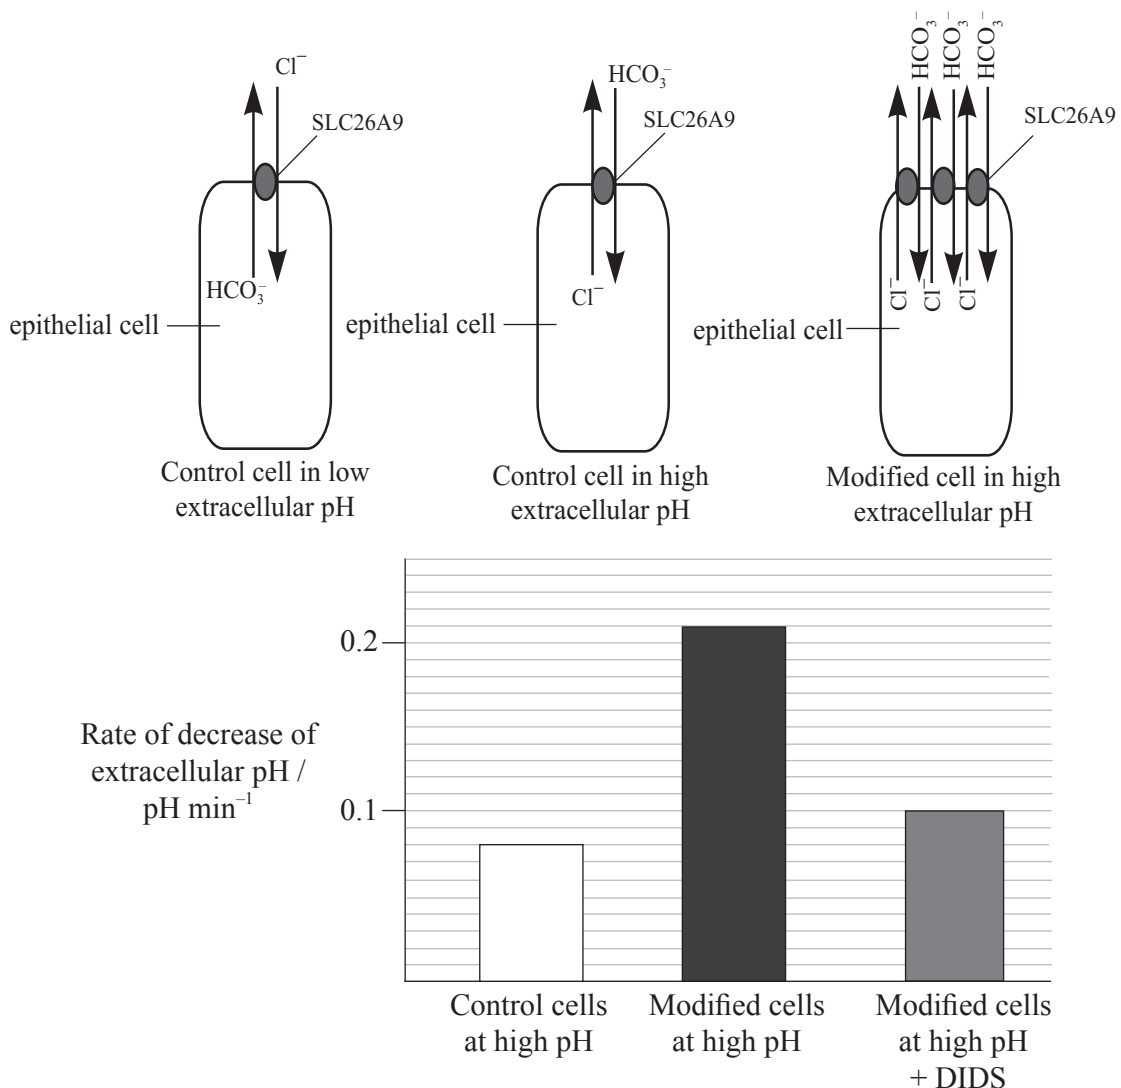 Cl⁻
SLC26A9
HCO₃⁻
epithelial cell
Control cell in low
extracellular pH
HCO₃⁻
SLC26A9
Cl⁻
epithelial cell
Control cell in high
extracellular pH
HCO₃⁻
HCO₃⁻
HCO₃⁻
SLC26A9
Cl⁻
Cl⁻
Cl⁻
epithelial cell
Modified cell in high
extracellular pH
Rate of decrease of
extracellular pH /
pH min⁻¹
0.2
0.1
Control cells
at high pH
Modified cells
at high pH
Modified cells
at high pH
+ DIDS